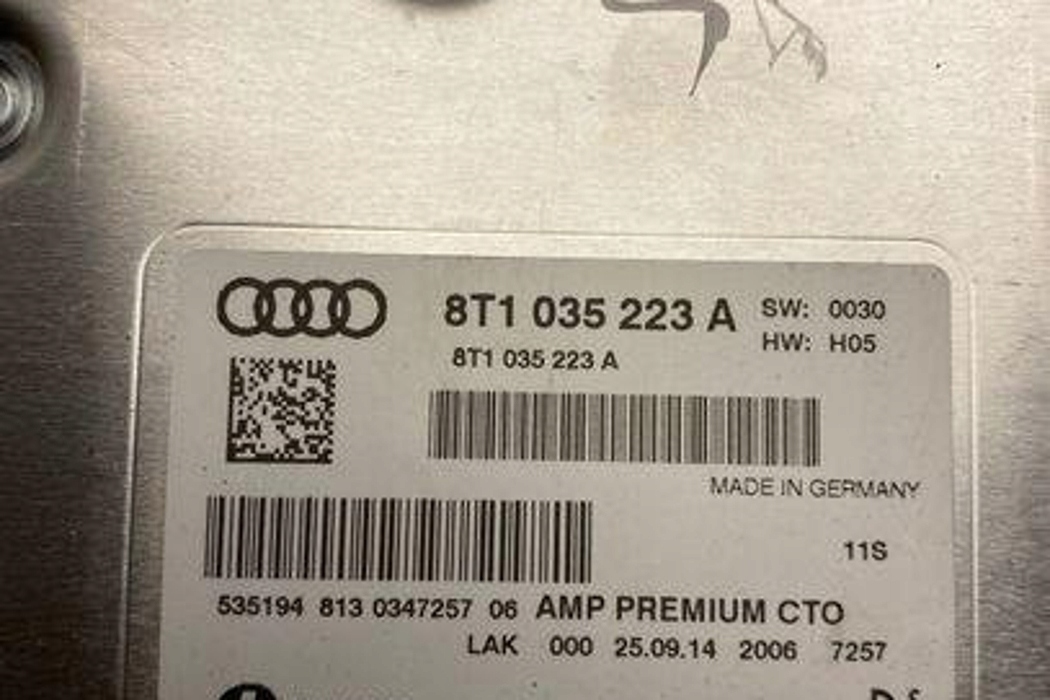 8T1 035 223 A SW: 0030
HW: H05
8T1 035 223 A
MADE IN GERMANY
11S
535194 813 0347257 06 AMP PREMIUM CTO
LAK 000 25.09.14 2006 7257